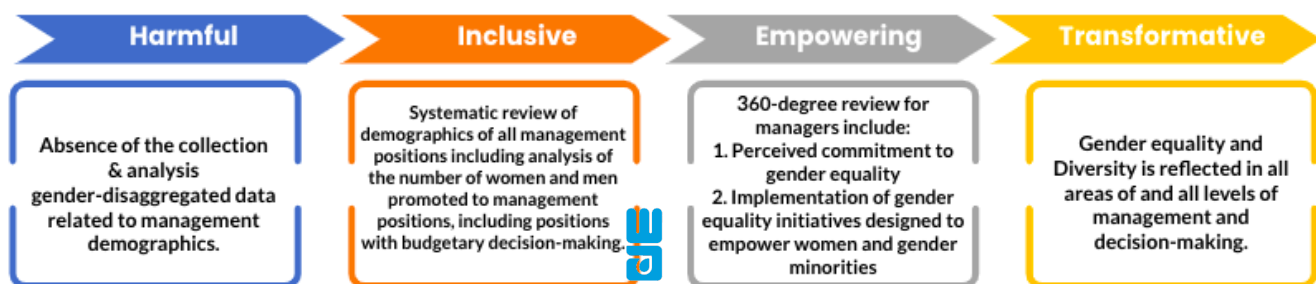 Harmful
Inclusive
Empowering
Transformative
Absence of the collection
& analysis
gender-disaggregated data
related to management
demographics.
Systematic review of
demographics of all management
positions including analysis of
the number of women and men
promoted to management
positions, including positions
with budgetary decision-making.
360-degree review for
managers include:
1. Perceived commitment to
gender equality
2. Implementation of gender
equality initiatives designed to
empower women and gender
minorities
Gender equality and
Diversity is reflected in all
areas of and all levels of
management and
decision-making.